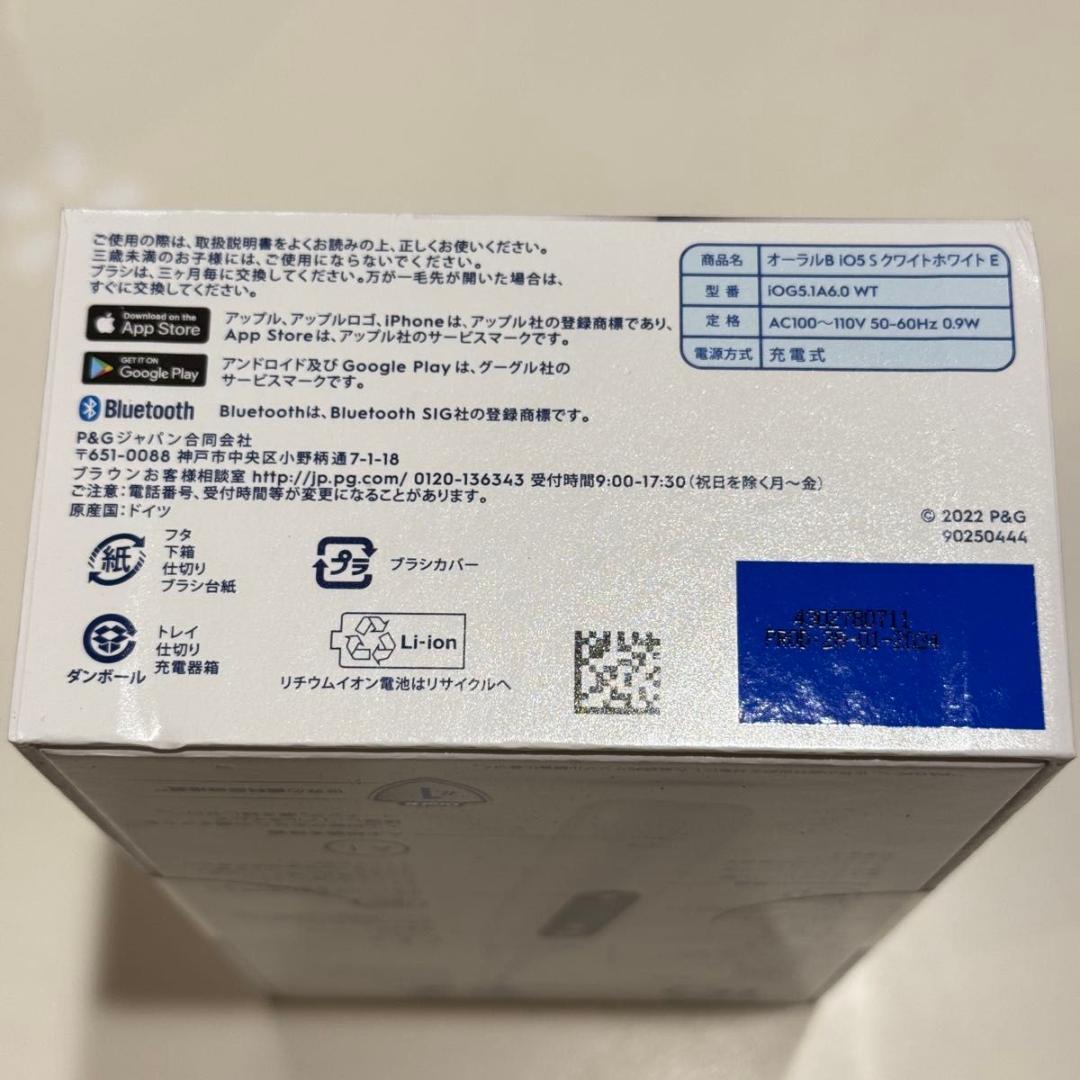 ご使用の際は、取扱説明書をよくお読みの上、正しくお使いください。
三歳未満のお子様には、ご使用にならないでください。
ブラシは、三ヶ月毎に交換してください。万が一毛先が開いた場合は、
すぐに交換してください。
Download on the
App Store
アップル、アップルロゴ、iPhoneは、アップル社の登録商標であり、
App Storeは、アップル社のサービスマークです。
GET IT ON
Google Play
アンドロイド及びGoogle Playは、グーグル社の
サービスマークです。
Bluetooth
Bluetoothは、Bluetooth SIG社の登録商標です。
P&Gジャパン合同会社
〒651-0088 神戸市中央区小野柄通7-1-18
ブラウンお客様相談室 http://jp.pg.com/ 0120-136343 受付時間9:00-17:30(祝日を除く月〜金)
ご注意:電話番号、受付時間等が変更になることがあります。
原産国:ドイツ
商品名 オーラルB iO5 S クワイトホワイト E
型番 iOG5.1A6.0 WT
定格 AC100〜110V 50-60Hz 0.9W
電源方式 充電式
© 2022 P&G
90250444
紙
フタ
下箱
仕切り
ブラシ台紙
プラ
ブラシカバー
ダンボール
トレイ
仕切り
充電器箱
Li-ion
リチウムイオン電池はリサイクルへ
4302780711
PROD:
-01-2024